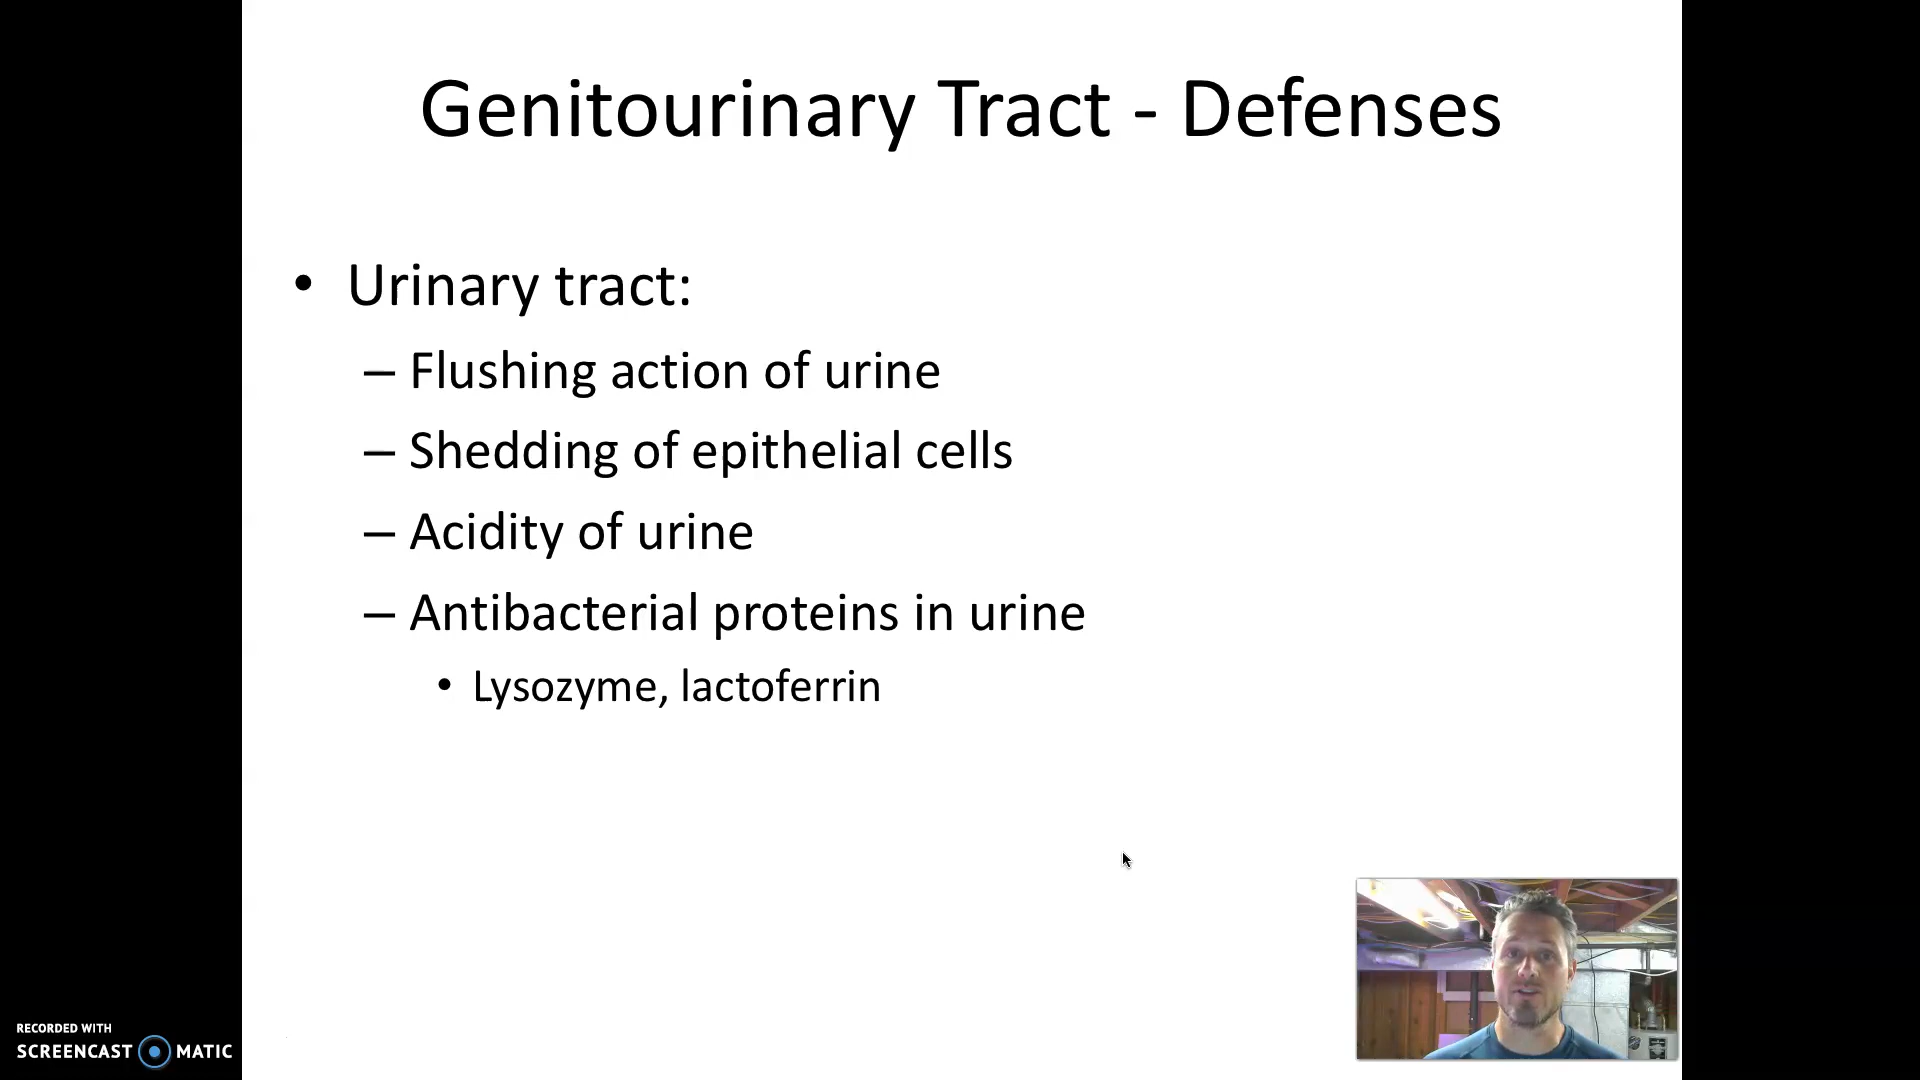 Genitourinary Tract - Defenses
• Urinary tract:
– Flushing action of urine
– Shedding of epithelial cells
– Acidity of urine
– Antibacterial proteins in urine
• Lysozyme, lactoferrin
RECORDED WITH
SCREENCAST MATIC